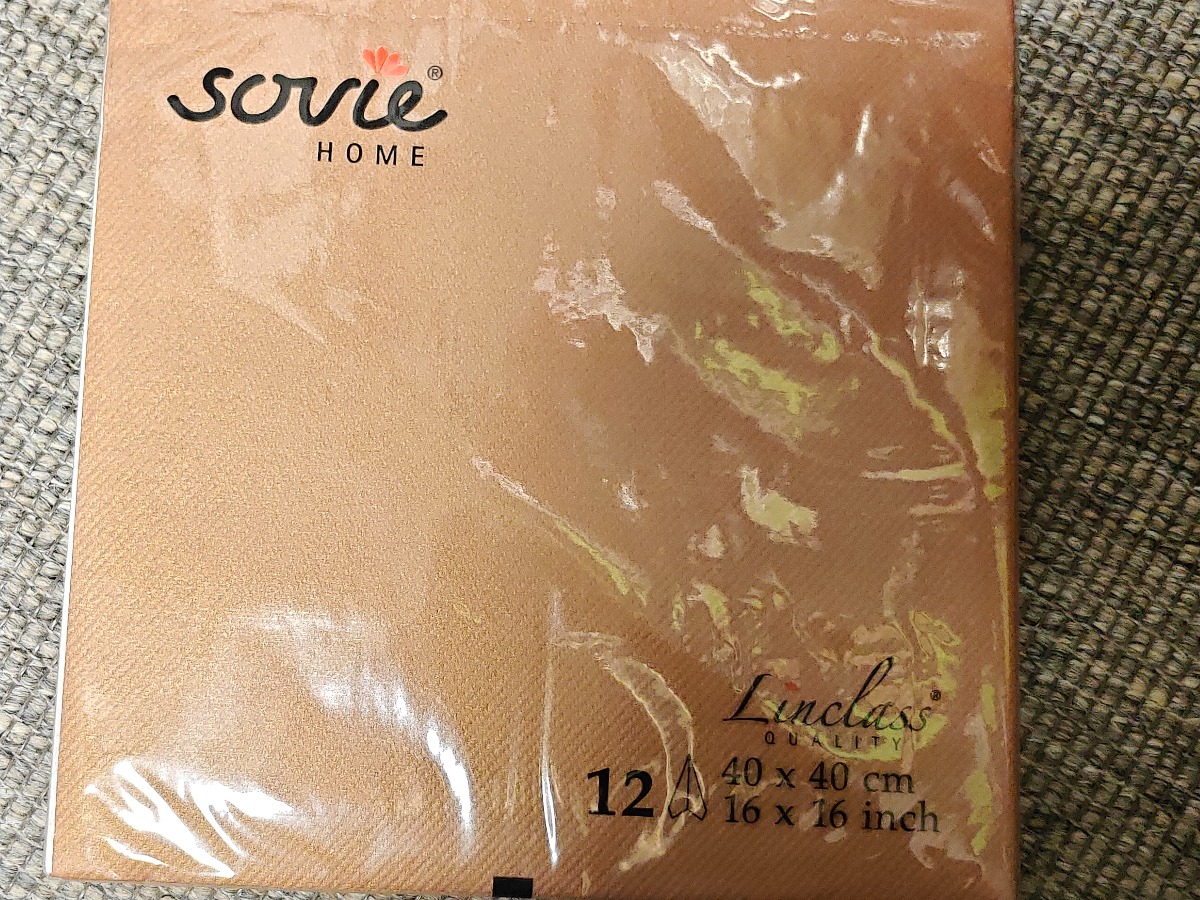 sovie®
HOME
Linclass®
QUALITY
12 40 x 40 cm
16 x 16 inch